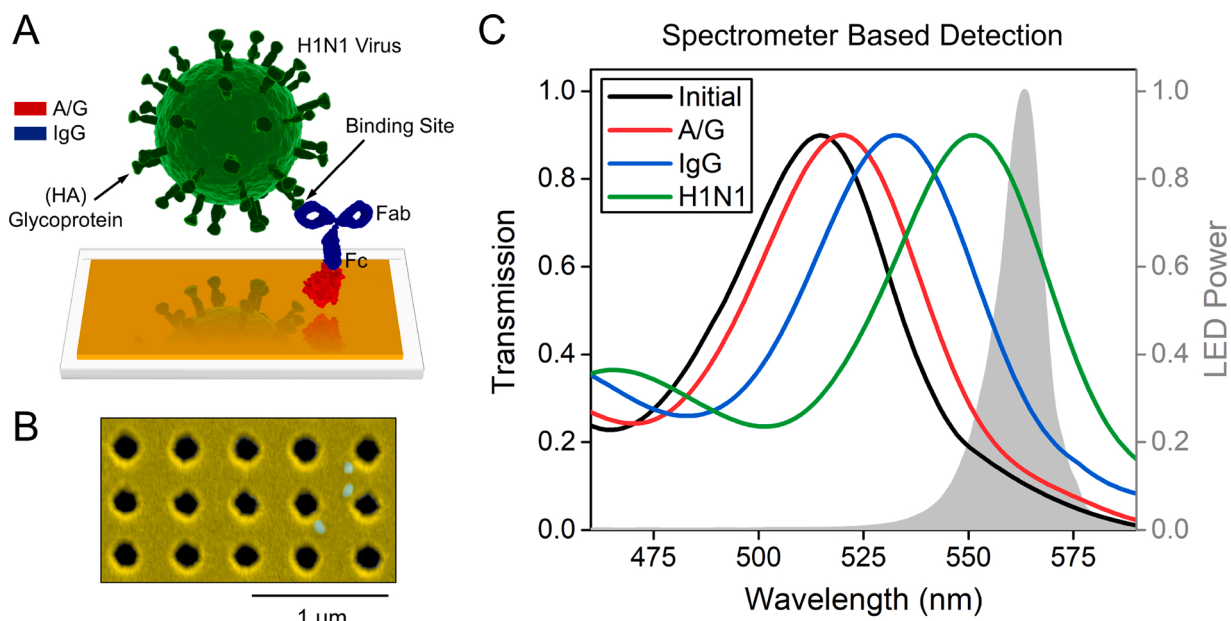 A
H1N1 Virus
A/G
IgG
Binding Site
(HA)
Glycoprotein
Fab
Fc
B
1 μm
C
Spectrometer Based Detection
Initial
A/G
IgG
H1N1
Transmission
1.0
0.8
0.6
0.4
0.2
0.0
LED Power
1.0
0.8
0.6
0.4
0.2
0.0
475 500 525 550 575
Wavelength (nm)